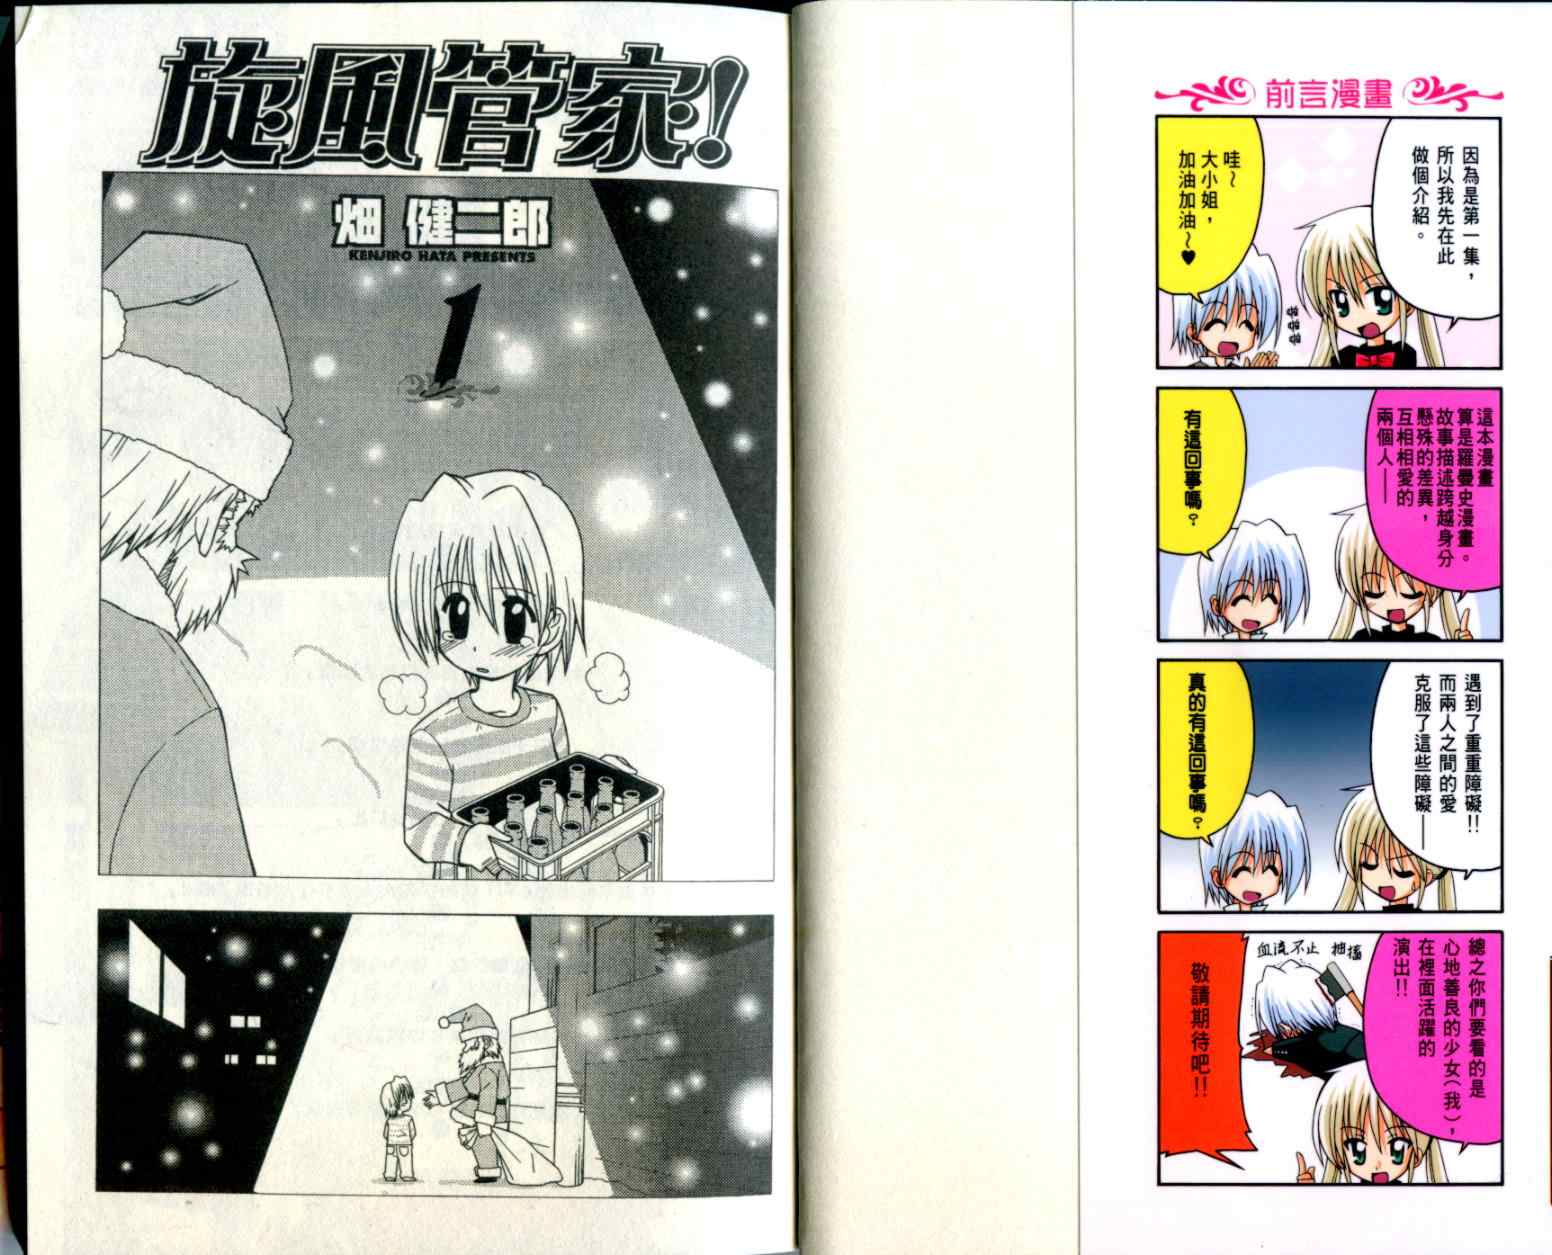 前言漫畫
因為是第一集，
所以我先在此
做個介紹。
哇~
大小姐，
加油加油~♥
啪啪啪
這本漫畫
算是羅曼史漫畫。
故事描述跨越身分
懸殊的差異，
互相相愛的
兩個人——
有這回事嗎？
遇到了重重障礙!!
而兩人之間的愛
克服了這些障礙——
真的有這回事嗎？
總之你們要看的是
心地善良的少女(我)，
在裡面活躍的
演出!!
血流不止 抽搐
敬請期待吧!!
旋風管家!
畑 健二郎
KENJIRO HATA PRESENTS
1